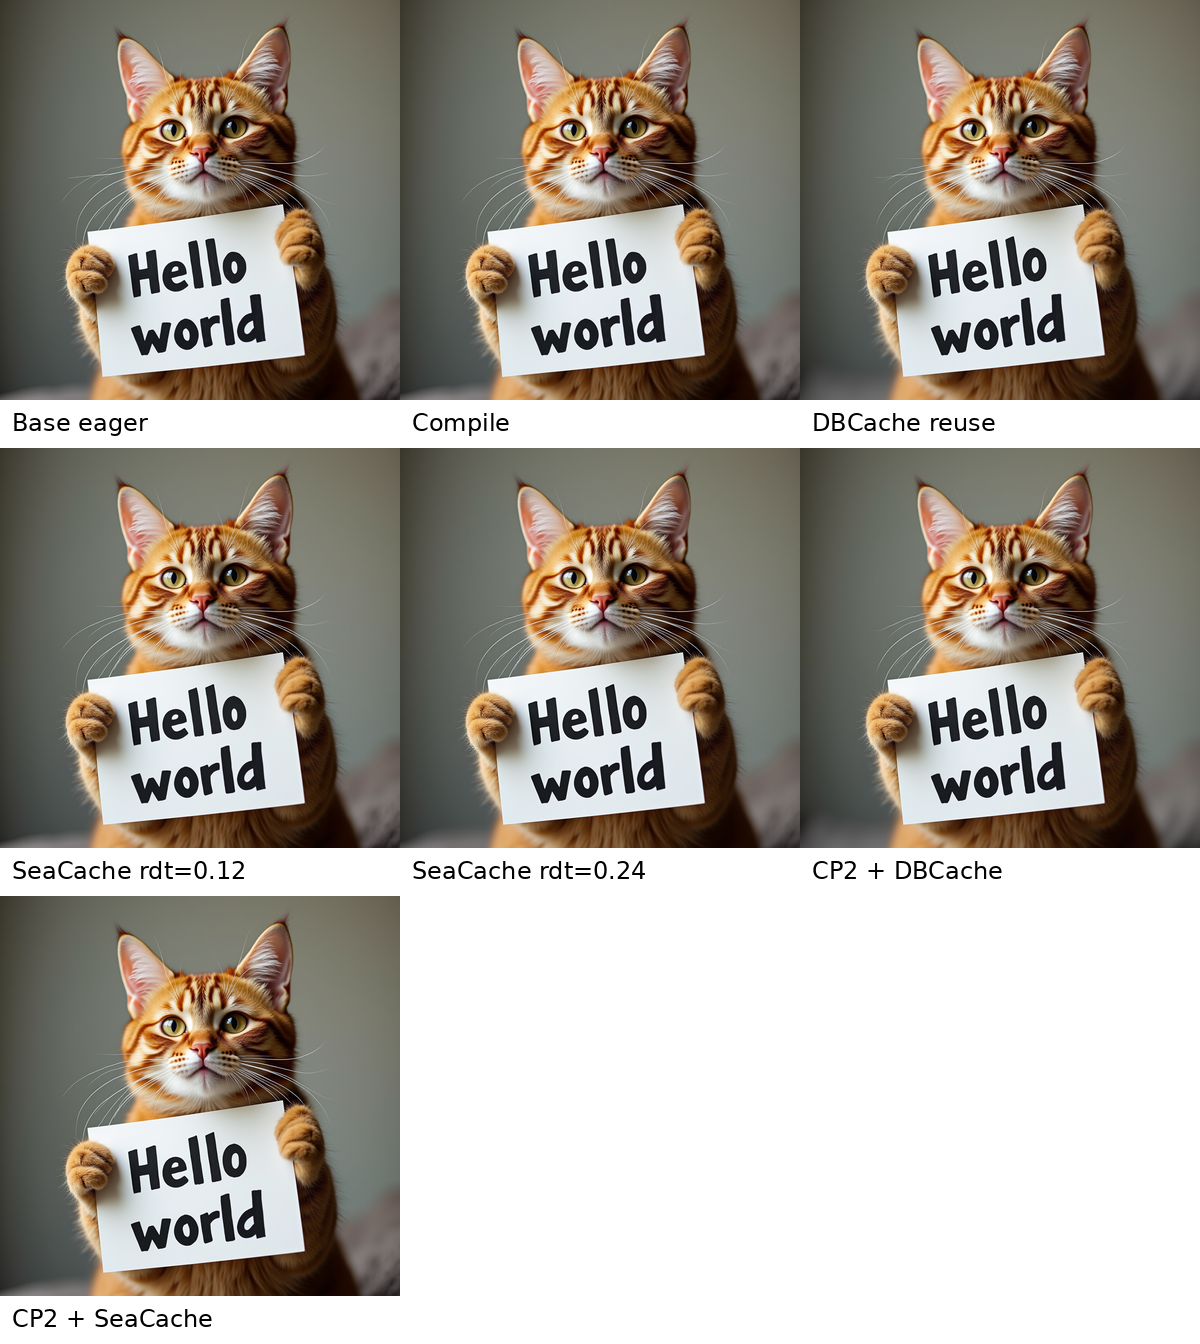 Hello
world
Hello
world
Hello
world
Base eager
Compile
DBCache reuse
Hello
world
Hello
world
Hello
world
SeaCache rdt=0.12
SeaCache rdt=0.24
CP2 + DBCache
Hello
world
CP2 + SeaCache